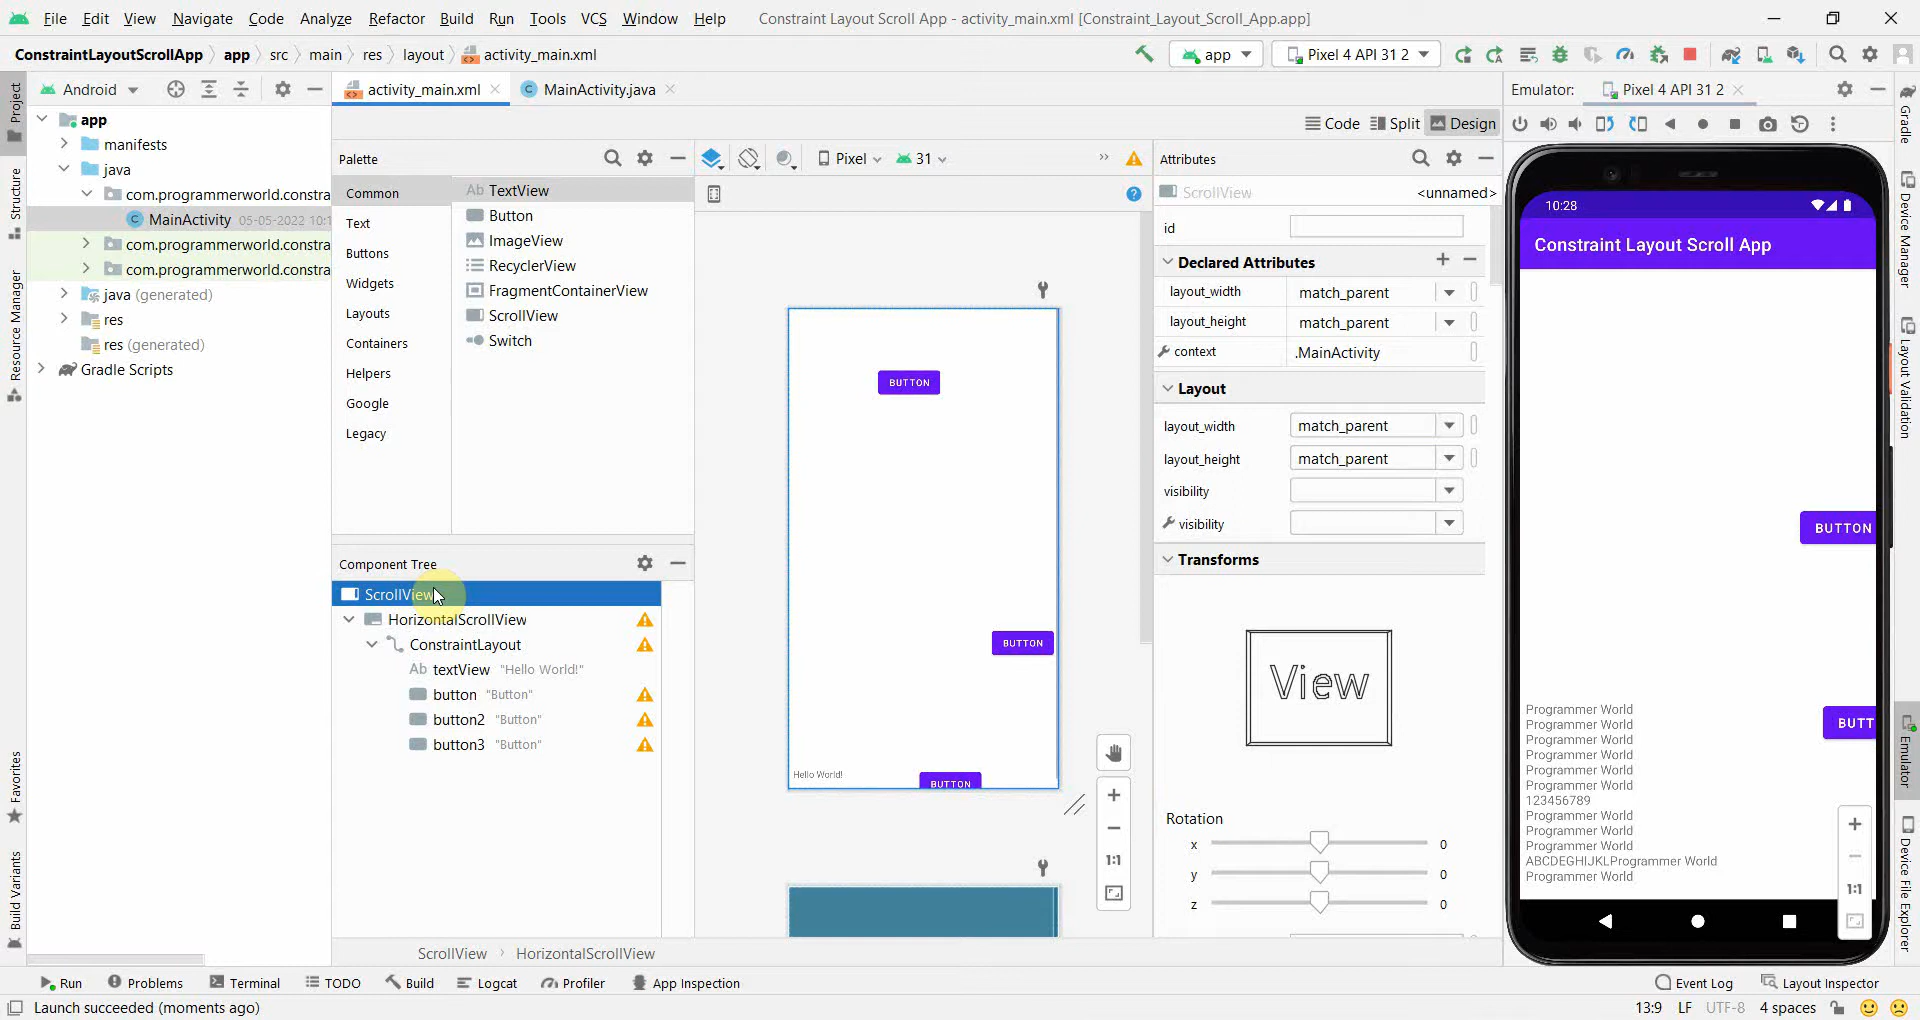 File Edit View Navigate Code Analyze Refactor Build Run Tools VCS Window Help Constraint Layout Scroll App - activity_main.xml [Constraint_Layout_Scroll_App.app]
ConstraintLayoutScrollApp app src main res layout activity_main.xml app Pixel 4 API 31 2
Project
Structure
Resource Manager
Favorites
Build Variants
Android
app
manifests
java
com.programmerworld.constra
MainActivity 05-05-2022 10:1
com.programmerworld.constra
com.programmerworld.constra
java (generated)
res
res (generated)
Gradle Scripts
activity_main.xml MainActivity.java
Code Split Design
Palette
Common
Text
Buttons
Widgets
Layouts
Containers
Helpers
Google
Legacy
Ab TextView
Button
ImageView
RecyclerView
FragmentContainerView
ScrollView
Switch
Component Tree
ScrollView
HorizontalScrollView
ConstraintLayout
Ab textView "Hello World!"
button "Button"
button2 "Button"
button3 "Button"
Pixel 31
?
BUTTON
BUTTON
Hello World!
BUTTON
1:1
ScrollView HorizontalScrollView
Attributes
ScrollView <unnamed>
id
Declared Attributes
layout_width match_parent
layout_height match_parent
context .MainActivity
Layout
layout_width match_parent
layout_height match_parent
visibility
visibility
Transforms
View
Rotation
x 0
y 0
z 0
Emulator: Pixel 4 API 31 2
10:28
Constraint Layout Scroll App
BUTTON
BUTT
Programmer World
Programmer World
Programmer World
Programmer World
Programmer World
Programmer World
123456789
Programmer World
Programmer World
Programmer World
ABCDEGHIJKLProgrammer World
Programmer World
1:1
Gradle
Device Manager
Layout Validation
Emulator
Device File Explorer
Run Problems Terminal TODO Build Logcat Profiler App Inspection Event Log Layout Inspector
Launch succeeded (moments ago) 13:9 LF UTF-8 4 spaces